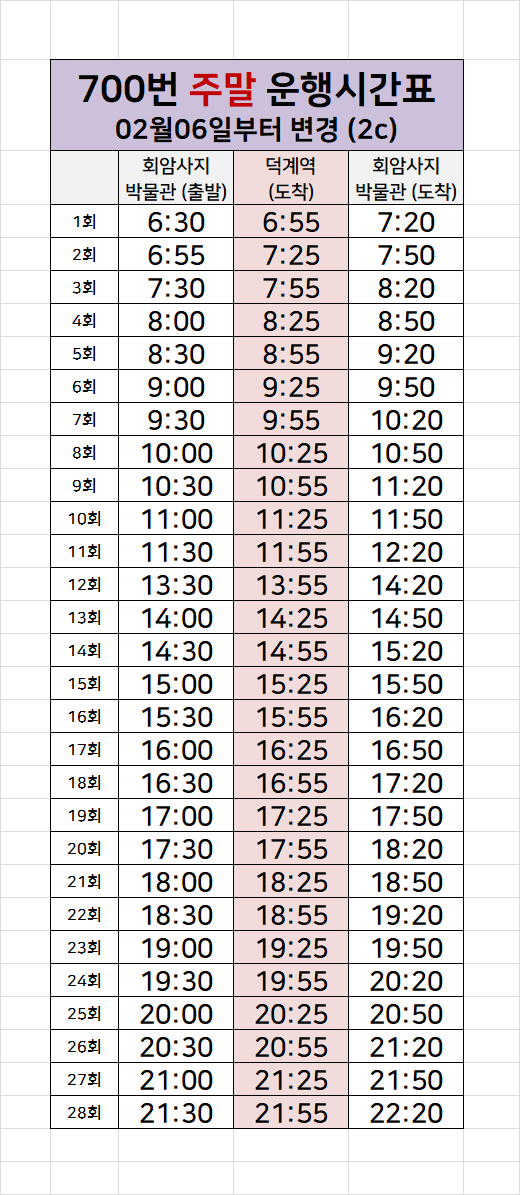 700번 주말 운행시간표
02월06일부터 변경 (2c)
회암사지 덕계역 회암사지
박물관 (출발) (도착) 박물관 (도착)
1회 6:30 6:55 7:20
2회 6:55 7:25 7:50
3회 7:30 7:55 8:20
4회 8:00 8:25 8:50
5회 8:30 8:55 9:20
6회 9:00 9:25 9:50
7회 9:30 9:55 10:20
8회 10:00 10:25 10:50
9회 10:30 10:55 11:20
10회 11:00 11:25 11:50
11회 11:30 11:55 12:20
12회 13:30 13:55 14:20
13회 14:00 14:25 14:50
14회 14:30 14:55 15:20
15회 15:00 15:25 15:50
16회 15:30 15:55 16:20
17회 16:00 16:25 16:50
18회 16:30 16:55 17:20
19회 17:00 17:25 17:50
20회 17:30 17:55 18:20
21회 18:00 18:25 18:50
22회 18:30 18:55 19:20
23회 19:00 19:25 19:50
24회 19:30 19:55 20:20
25회 20:00 20:25 20:50
26회 20:30 20:55 21:20
27회 21:00 21:25 21:50
28회 21:30 21:55 22:20